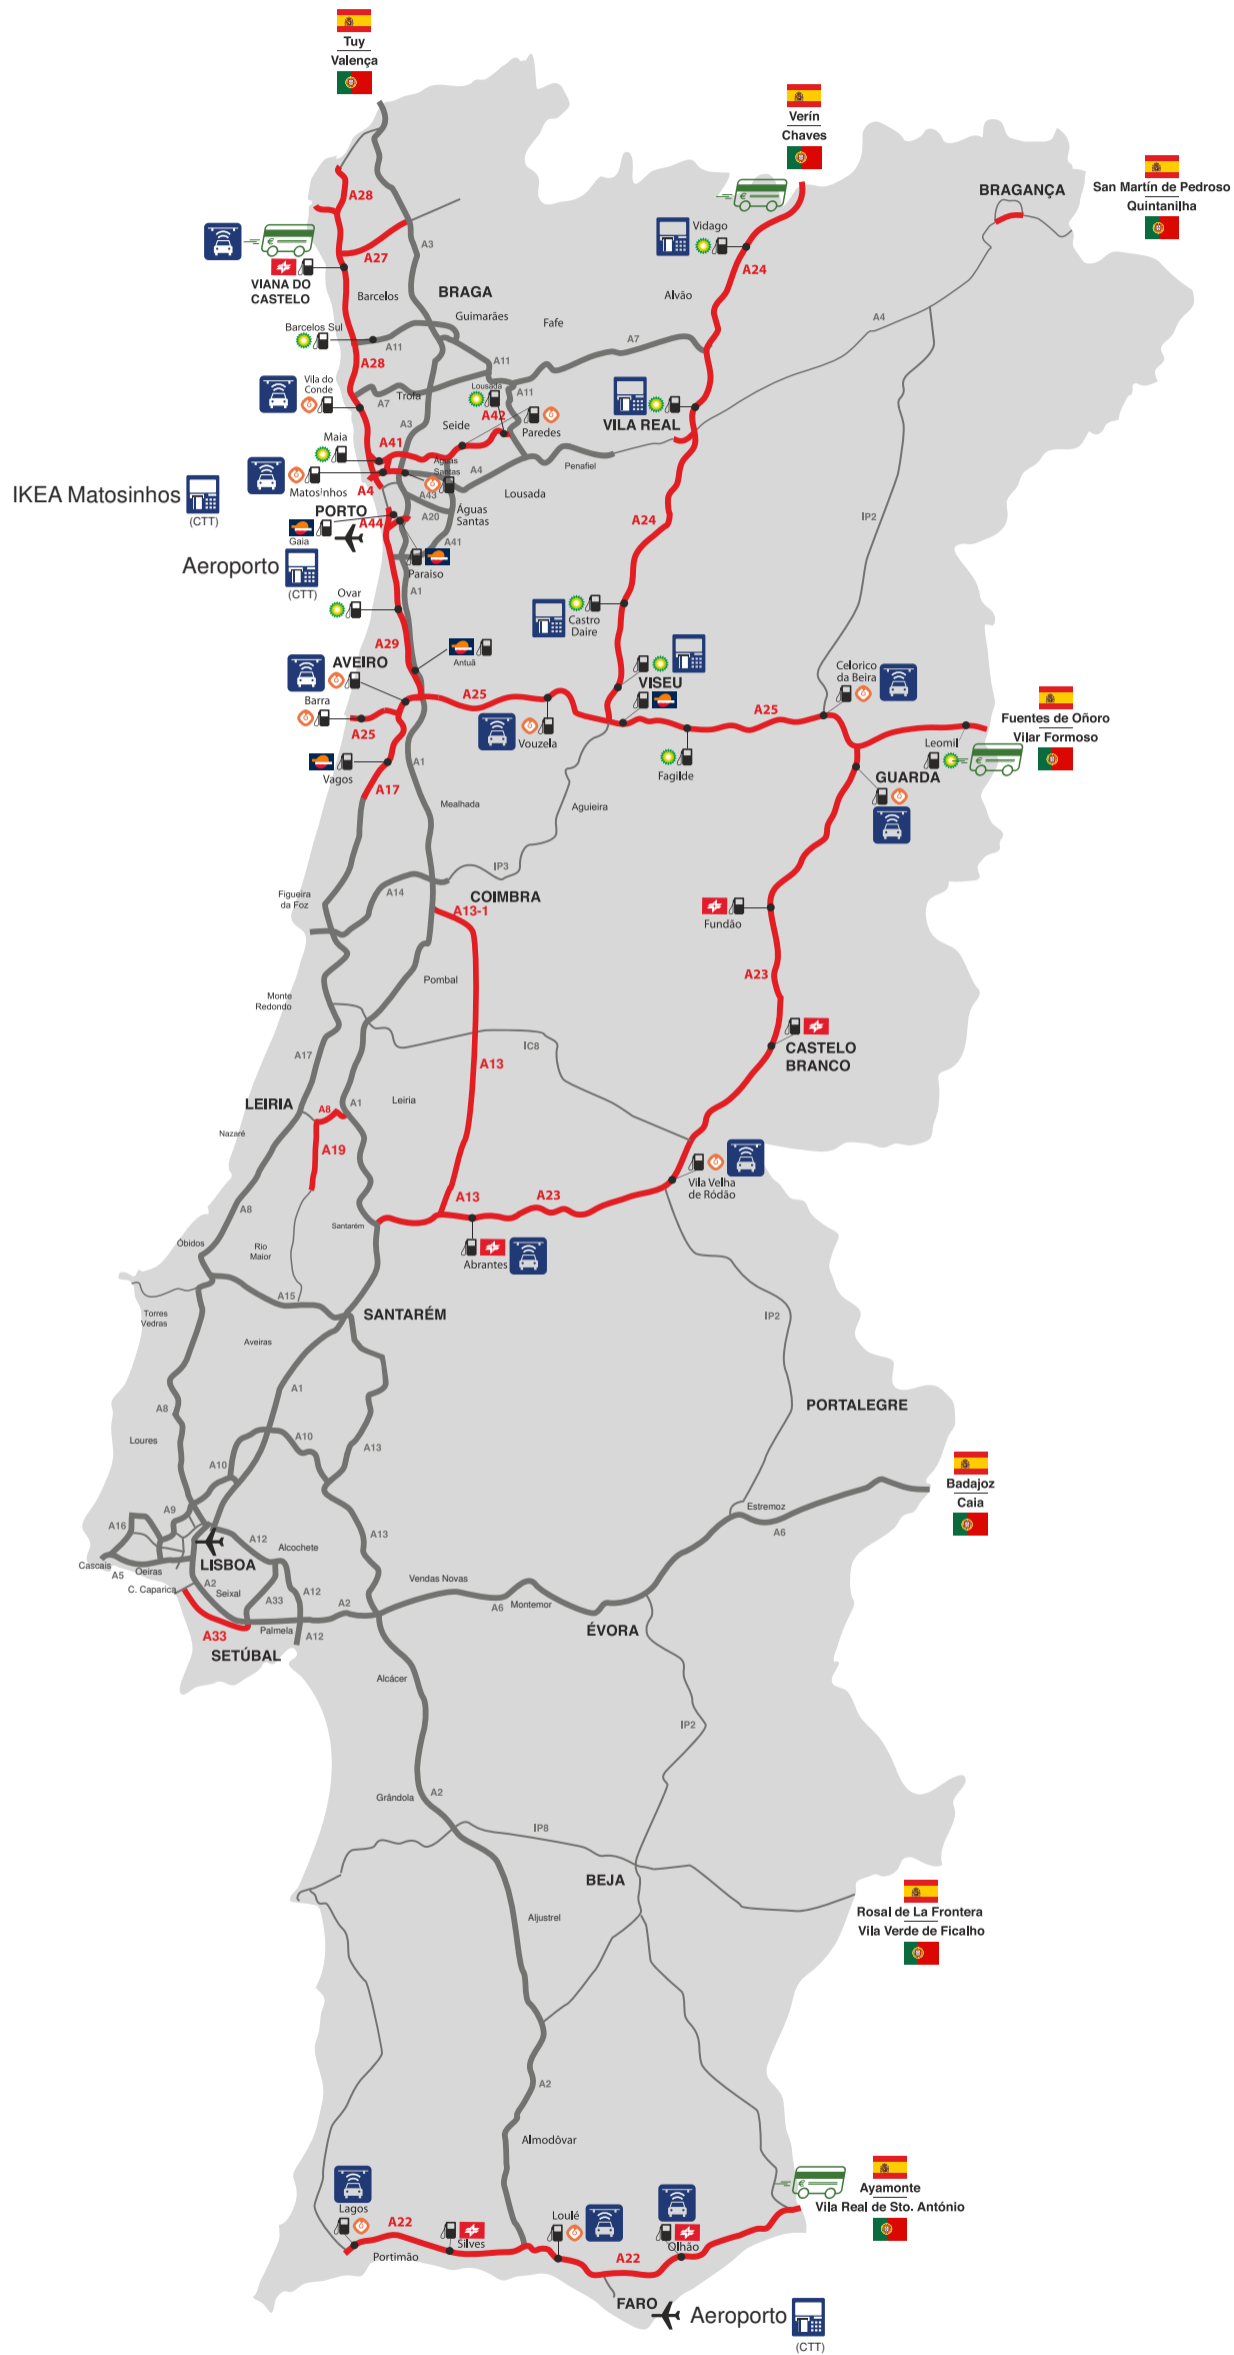 Tuy
Valença
Verín
Chaves
San Martín de Pedroso
Quintanilha
BRAGANÇA
A28
Vidago
A3
A27
A24
VIANA DO
CASTELO
Barcelos
BRAGA
Alvão
Guimarães
Fafe
A4
Barcelos Sul
A11
A7
A28
A11
Vila do
Conde
Lousada
A11
A7
Trofa
A42
VILA REAL
A3
Seide
Paredes
Maia
A41
Águas
Santas
A4
Penafiel
IKEA Matosinhos
(CTT)
Matosinhos
A4
A43
Lousada
PORTO
A44
A20
Águas
Santas
A24
IP2
Gaia
A41
Aeroporto
(CTT)
Paraiso
A1
Ovar
Castro
Daire
A29
Antuã
AVEIRO
VISEU
Celorico
da Beira
Barra
A25
A25
Fuentes de Oñoro
Vilar Formoso
A25
Vouzela
Leomil
Vagos
A1
Fagilde
GUARDA
A17
Mealhada
Aguieira
IP3
A14
COIMBRA
Figueira
da Foz
A13-1
Fundão
A23
Pombal
Monte
Redondo
A17
IC8
CASTELO
BRANCO
A13
LEIRIA
A8
A1
Leiria
Nazaré
A19
Vila Velha
de Ródão
A13
A23
A8
Santarém
Óbidos
Rio
Maior
Abrantes
A15
SANTARÉM
Torres
Vedras
IP2
Aveiras
A1
PORTALEGRE
A8
Loures
A10
A13
A10
Badajoz
Caia
A9
Estremoz
A16
A12
A13
A6
Alcochete
Cascais
A5
Oeiras
LISBOA
C. Caparica
A2
Seixal
A33
A12
Vendas Novas
A2
A6
Montemor
A33
Palmela
A12
ÉVORA
SETÚBAL
Alcácer
IP2
Grândola
A2
IP8
BEJA
Rosal de La Frontera
Vila Verde de Ficalho
Aljustrel
A2
Almodôvar
Ayamonte
Vila Real de Sto. António
Lagos
A22
Silves
Loulé
Olhão
Portimão
A22
FARO
Aeroporto
(CTT)